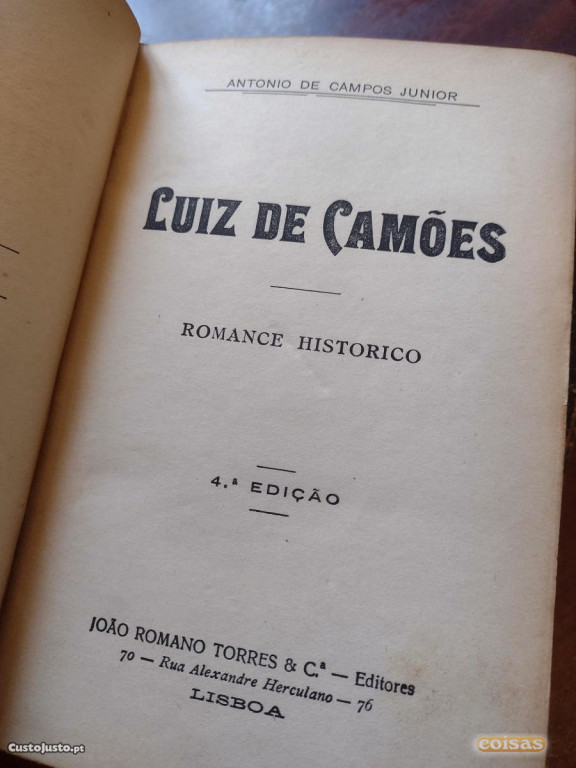 ANTONIO DE CAMPOS JUNIOR
LUIZ DE CAMÕES
ROMANCE HISTORICO
4.ª EDIÇÃO
JOÃO ROMANO TORRES & C.ª — Editores
70 — Rua Alexandre Herculano — 76
LISBOA
CustoJusto.pt
coisas